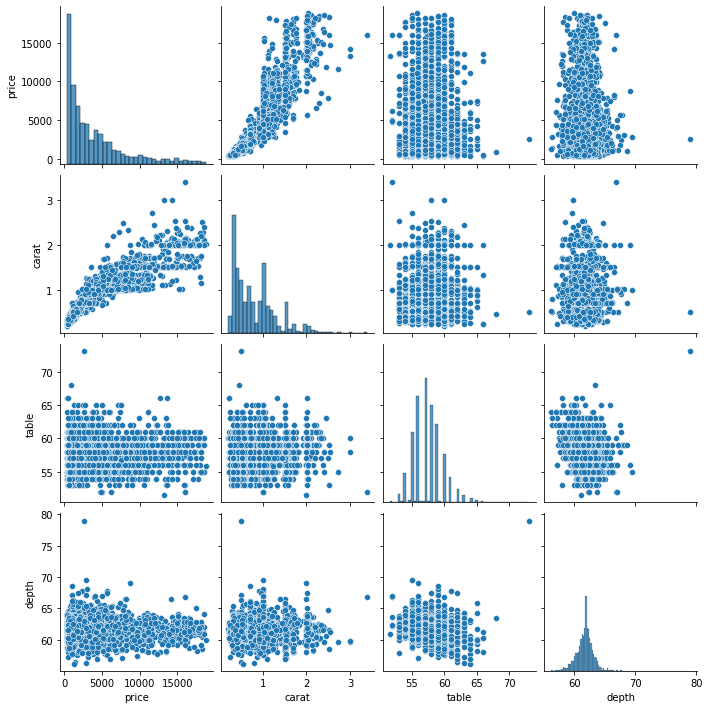 price
15000
10000
5000
0
carat
3
2
1
table
70
65
60
55
depth
80
75
70
65
60
0 5000 10000 15000
1 2 3
55 60 65 70
60 70 80
price carat table depth